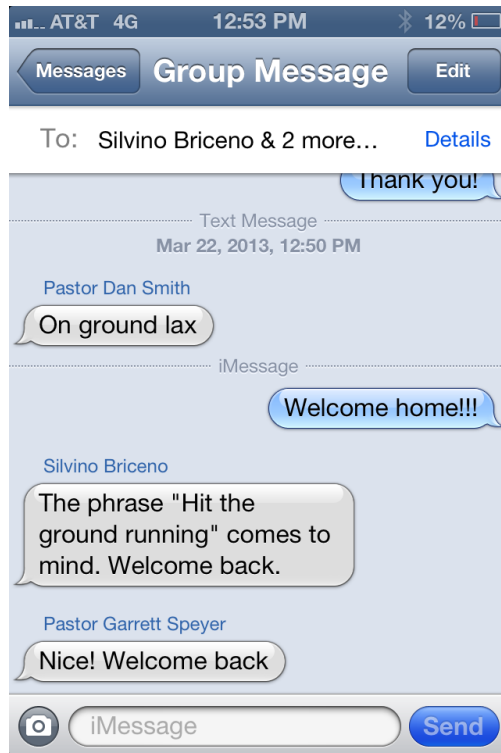 AT&T 4G 12:53 PM 12%
Messages Group Message Edit
To: Silvino Briceno & 2 more... Details
Thank you!
Text Message
Mar 22, 2013, 12:50 PM
Pastor Dan Smith
On ground lax
iMessage
Welcome home!!!
Silvino Briceno
The phrase "Hit the
ground running" comes to
mind. Welcome back.
Pastor Garrett Speyer
Nice! Welcome back
iMessage Send